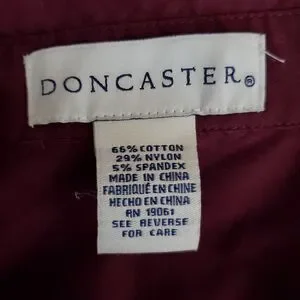 DONCASTER®
66% COTTON
29% NYLON
5% SPANDEX
MADE IN CHINA
FABRIQUÉ EN CHINE
HECHO EN CHINA
RN 19061
SEE REVERSE
FOR CARE